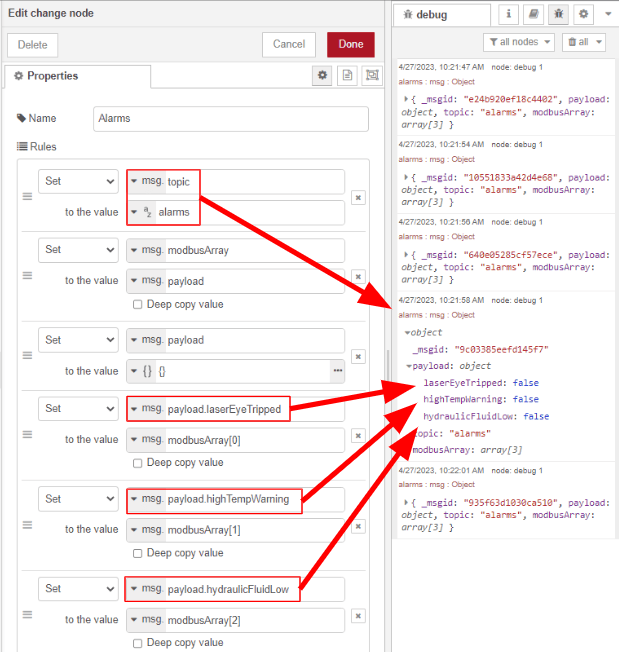 Edit change node
Delete
Cancel
Done
Properties
Name
Alarms
Rules
Set
msg. topic
to the value
a z alarms
Set
msg. modbusArray
to the value
msg. payload
Deep copy value
Set
msg. payload
to the value
{} {}
Set
msg. payload.laserEyeTripped
to the value
msg. modbusArray[0]
Deep copy value
Set
msg. payload.highTempWarning
to the value
msg. modbusArray[1]
Deep copy value
Set
msg. payload.hydraulicFluidLow
to the value
msg. modbusArray[2]
Deep copy value
debug
i
all nodes
all
4/27/2023, 10:21:47 AM node: debug 1
alarms : msg : Object
{ _msgid: "e24b920ef18c4402", payload:
object, topic: "alarms", modbusArray:
array[3] }
4/27/2023, 10:21:54 AM node: debug 1
alarms : msg : Object
{ _msgid: "10551833a42d4e68", payload:
object, topic: "alarms", modbusArray:
array[3] }
4/27/2023, 10:21:56 AM node: debug 1
alarms : msg : Object
{ _msgid: "640e05285cf57ece", payload:
object, topic: "alarms", modbusArray:
array[3] }
4/27/2023, 10:21:58 AM node: debug 1
alarms : msg : Object
object
_msgid: "9c03385eefd145f7"
payload: object
laserEyeTripped: false
highTempWarning: false
hydraulicFluidLow: false
topic: "alarms"
modbusArray: array[3]
4/27/2023, 10:22:01 AM node: debug 1
alarms : msg : Object
{ _msgid: "935f63d1030ca510", payload:
object, topic: "alarms", modbusArray:
array[3] }